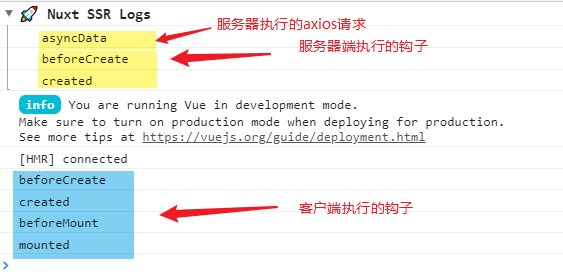 🚀 Nuxt SSR Logs
asyncData
服务器执行的axios请求
beforeCreate
服务器端执行的钩子
created
info You are running Vue in development mode.
Make sure to turn on production mode when deploying for production.
See more tips at https://vuejs.org/guide/deployment.html
[HMR] connected
beforeCreate
created
beforeMount
客户端执行的钩子
mounted